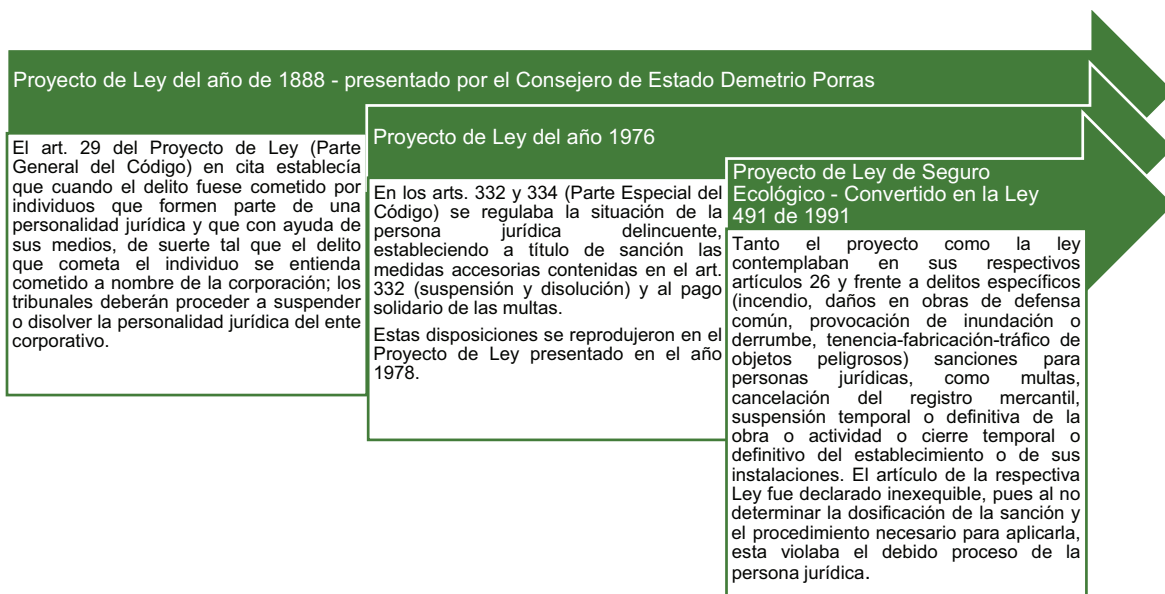 Proyecto de Ley del año de 1888 - presentado por el Consejero de Estado Demetrio Porras
El art. 29 del Proyecto de Ley (Parte
General del Código) en cita establecía
que cuando el delito fuese cometido por
individuos que formen parte de una
personalidad jurídica y que con ayuda de
sus medios, de suerte tal que el delito
que cometa el individuo se entienda
cometido a nombre de la corporación; los
tribunales deberán proceder a suspender
o disolver la personalidad jurídica del ente
corporativo.
Proyecto de Ley del año 1976
En los arts. 332 y 334 (Parte Especial del
Código) se regulaba la situación de la
persona jurídica delincuente,
estableciendo a título de sanción las
medidas accesorias contenidas en el art.
332 (suspensión y disolución) y al pago
solidario de las multas.
Estas disposiciones se reprodujeron en el
Proyecto de Ley presentado en el año
1978.
Proyecto de Ley de Seguro
Ecológico - Convertido en la Ley
491 de 1991
Tanto el proyecto como la ley
contemplaban en sus respectivos
artículos 26 y frente a delitos específicos
(incendio, daños en obras de defensa
común, provocación de inundación o
derrumbe, tenencia-fabricación-tráfico de
objetos peligrosos) sanciones para
personas jurídicas, como multas,
cancelación del registro mercantil,
suspensión temporal o definitiva de la
obra o actividad o cierre temporal o
definitivo del establecimiento o de sus
instalaciones. El artículo de la respectiva
Ley fue declarado inexequible, pues al no
determinar la dosificación de la sanción y
el procedimiento necesario para aplicarla,
esta violaba el debido proceso de la
persona jurídica.